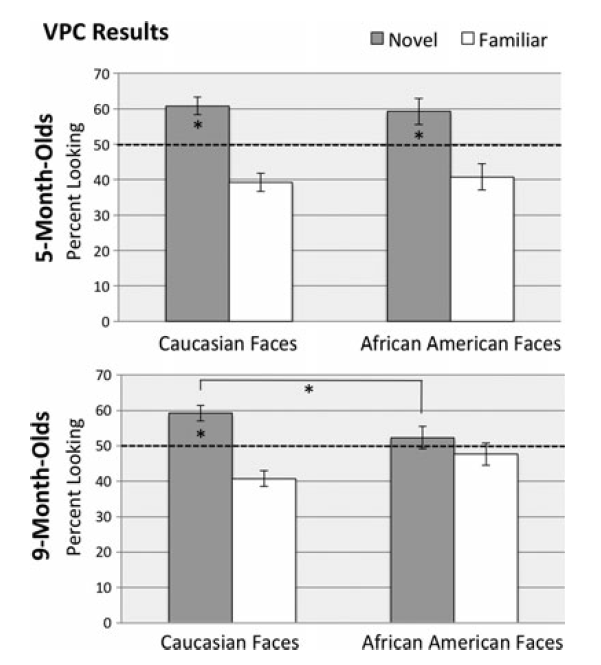 VPC Results
Novel Familiar
5-Month-Olds
Percent Looking
70
60
50
40
30
20
10
0
*
*
Caucasian Faces African American Faces
9-Month-Olds
Percent Looking
70
60
50
40
30
20
10
0
*
*
Caucasian Faces African American Faces